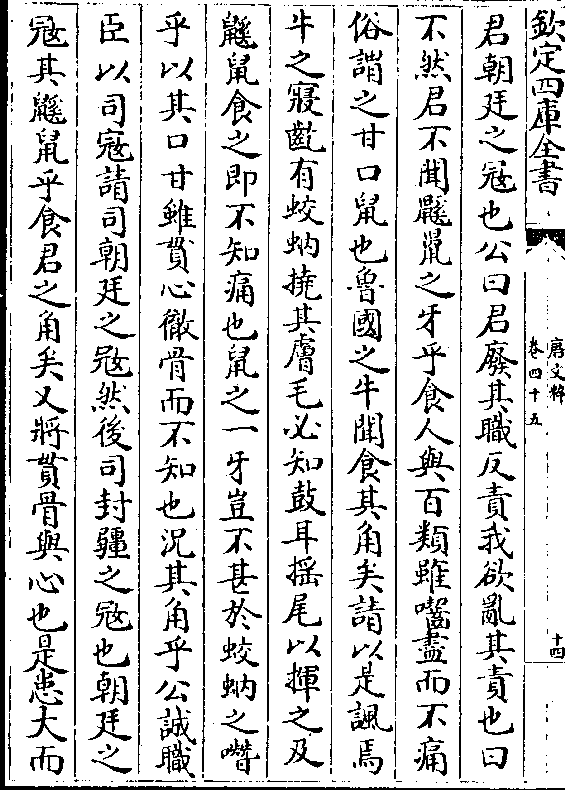 欽定四庫全書
唐文粹
卷四十五
十四
君朝廷之宼也公曰君廢其職反責我欲亂其責也曰
不然君不聞鼷鼠之牙乎食人與百類雖囓盡而不痛
俗謂之甘口鼠也魯國之牛聞食其角矣請以是諷焉
牛之寢齕有蛟蚋撓其膚毛必知鼓耳揺尾以揮之及
鼷鼠食之即不知痛也鼠之一牙豈不甚於蛟蚋之噆
乎以其口甘雖貫心徹骨而不知也況其角乎公誠職
臣以司宼請司朝廷之宼然後司封疆之宼也朝廷之
宼其鼷鼠乎食君之角矣又將貫骨與心也是患大而